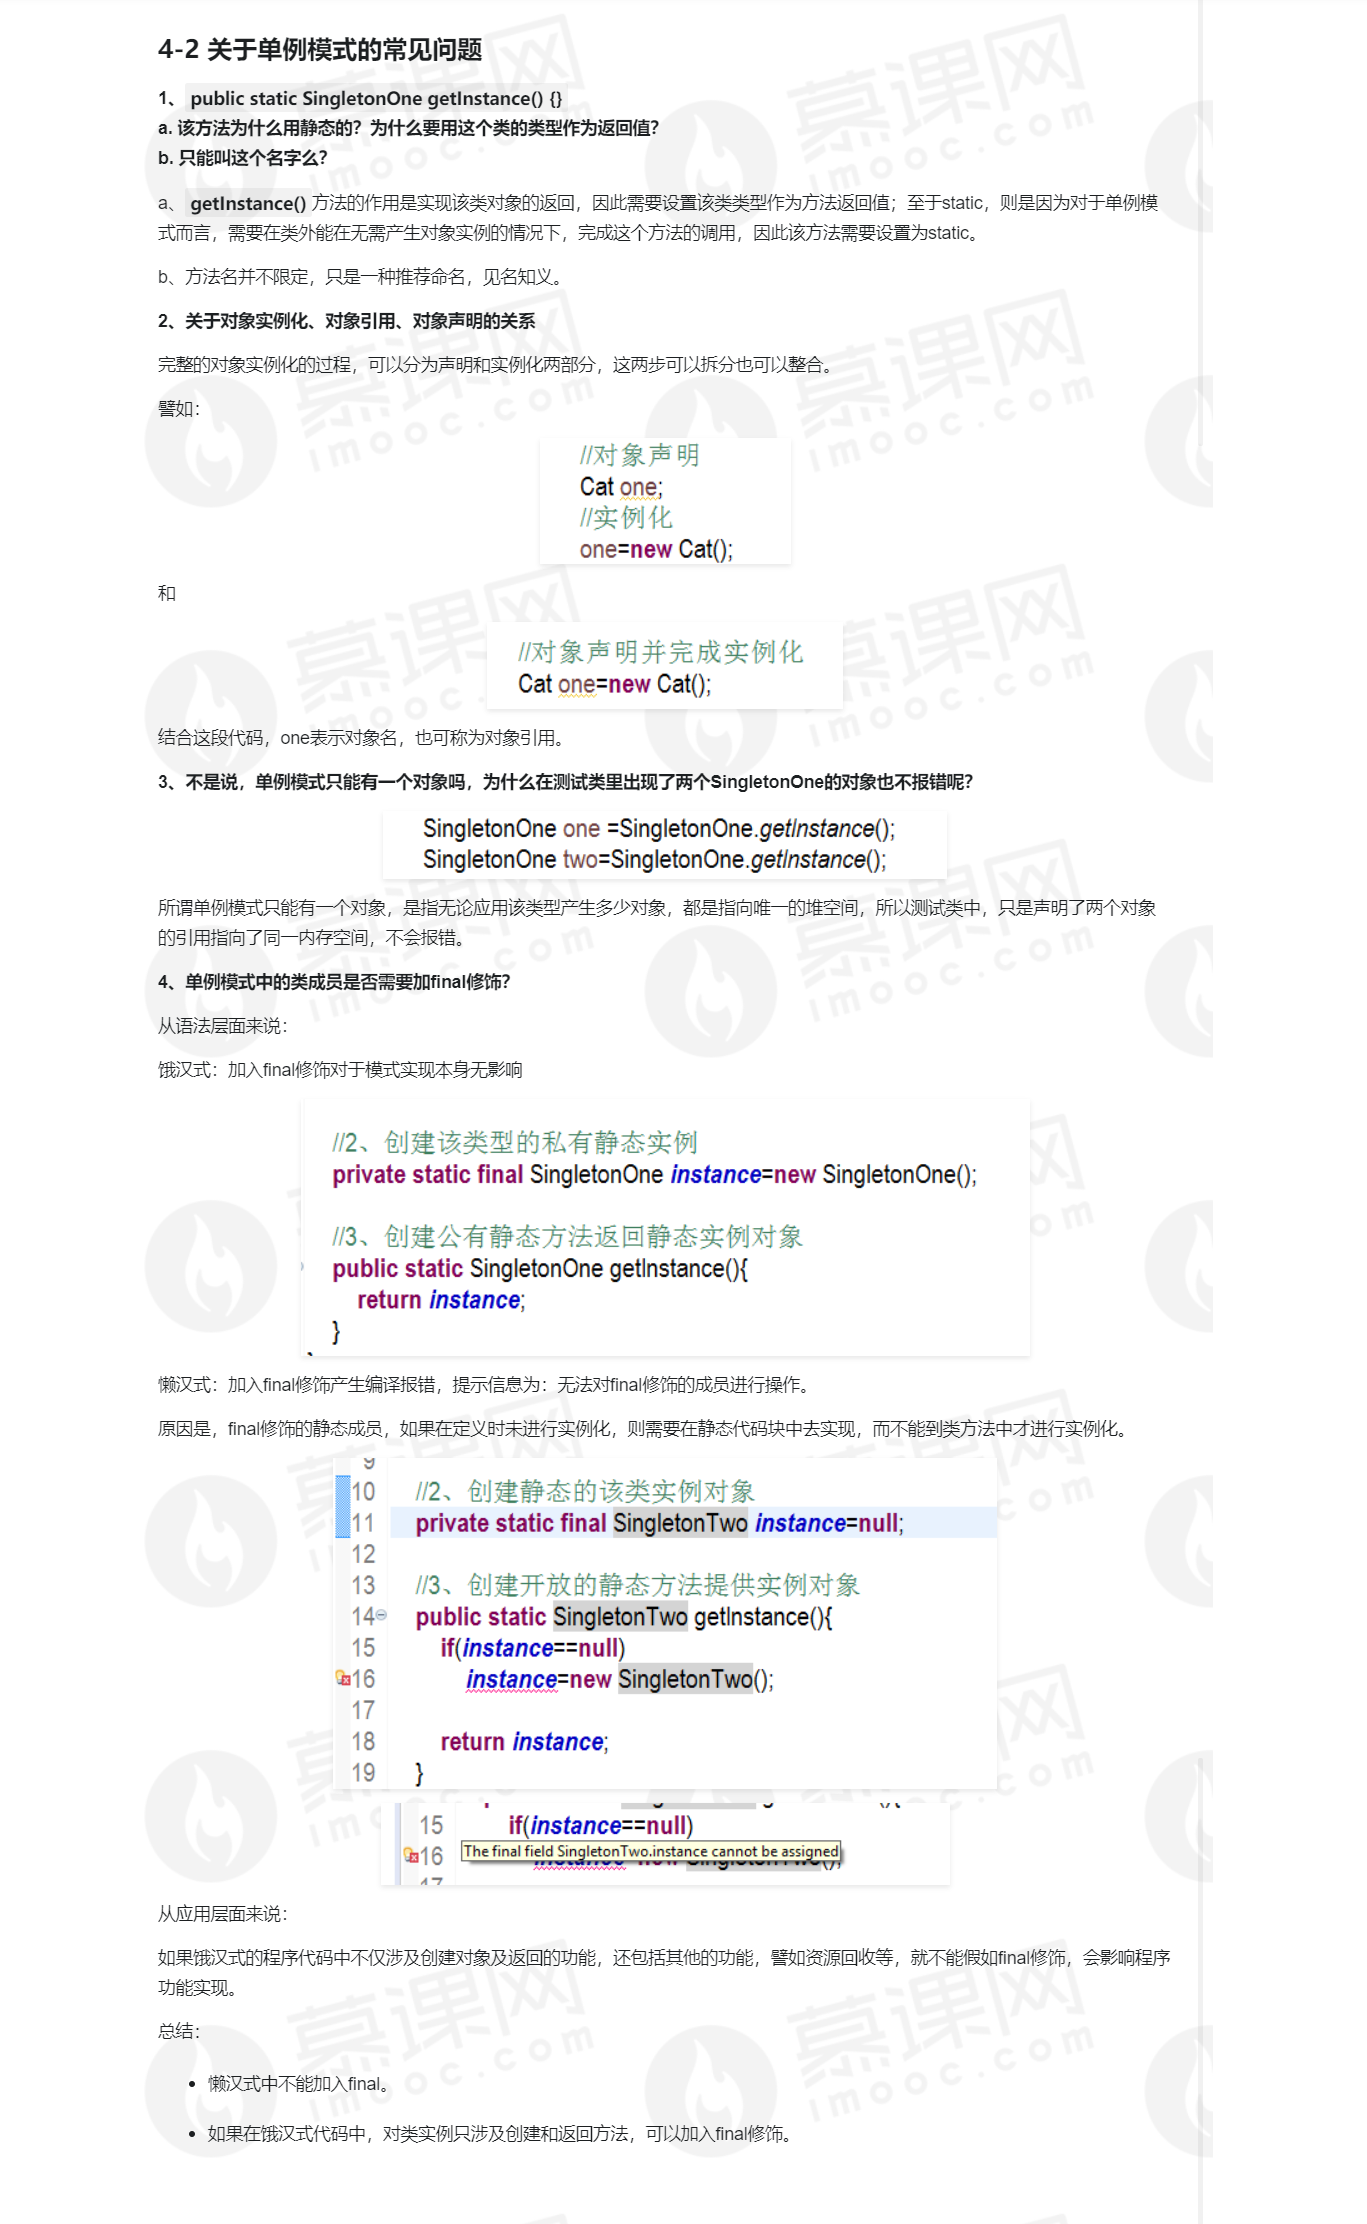 4-2 关于单例模式的常见问题
1、 public static SingletonOne getInstance() {}
a. 该方法为什么用静态的？为什么要用这个类的类型作为返回值？
b. 只能叫这个名字么？
a、 getInstance() 方法的作用是实现该类对象的返回，因此需要设置该类类型作为方法返回值；至于static，则是因为对于单例模
式而言，需要在类外能在无需产生对象实例的情况下，完成这个方法的调用，因此该方法需要设置为static。
b、方法名并不限定，只是一种推荐命名，见名知义。
2、关于对象实例化、对象引用、对象声明的关系
完整的对象实例化的过程，可以分为声明和实例化两部分，这两步可以拆分也可以整合。
譬如：
//对象声明
Cat one;
//实例化
one=new Cat();
和
//对象声明并完成实例化
Cat one=new Cat();
结合这段代码，one表示对象名，也可称为对象引用。
3、不是说，单例模式只能有一个对象吗，为什么在测试类里出现了两个SingletonOne的对象也不报错呢？
SingletonOne one =SingletonOne.getInstance();
SingletonOne two=SingletonOne.getInstance();
所谓单例模式只能有一个对象，是指无论应用该类型产生多少对象，都是指向唯一的堆空间，所以测试类中，只是声明了两个对象
的引用指向了同一内存空间，不会报错。
4、单例模式中的类成员是否需要加final修饰？
从语法层面来说：
饿汉式：加入final修饰对于模式实现本身无影响
//2、创建该类型的私有静态实例
private static final SingletonOne instance=new SingletonOne();
//3、创建公有静态方法返回静态实例对象
public static SingletonOne getInstance(){
return instance;
}
懒汉式：加入final修饰产生编译报错，提示信息为：无法对final修饰的成员进行操作。
原因是，final修饰的静态成员，如果在定义时未进行实例化，则需要在静态代码块中去实现，而不能到类方法中才进行实例化。
9
10 //2、创建静态的该类实例对象
11 private static final SingletonTwo instance=null;
12
13 //3、创建开放的静态方法提供实例对象
14 public static SingletonTwo getInstance(){
15 if(instance==null)
16 instance=new SingletonTwo();
17
18 return instance;
19 }
15 if(instance==null)
16 The final field SingletonTwo.instance cannot be assigned
17
从应用层面来说：
如果饿汉式的程序代码中不仅涉及创建对象及返回的功能，还包括其他的功能，譬如资源回收等，就不能假如final修饰，会影响程序
功能实现。
总结：
• 懒汉式中不能加入final。
• 如果在饿汉式代码中，对类实例只涉及创建和返回方法，可以加入final修饰。
慕课网
imooc.com